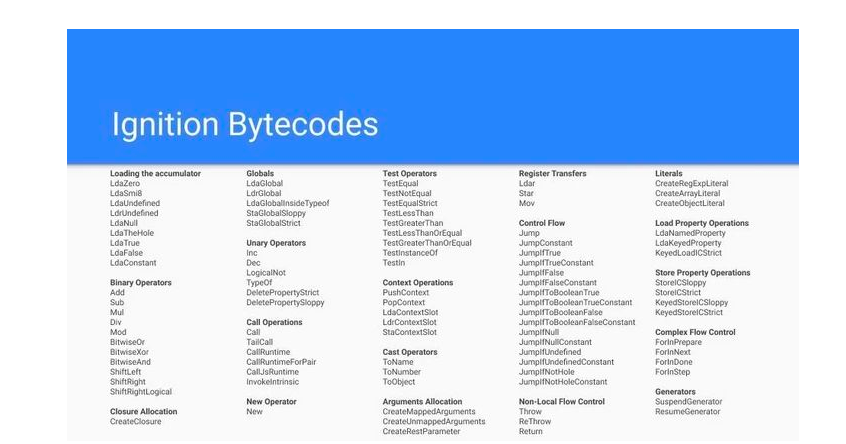 Ignition Bytecodes
Loading the accumulator
LdaZero
LdaSmi8
LdaUndefined
LdrUndefined
LdaNull
LdaTheHole
LdaTrue
LdaFalse
LdaConstant
Binary Operators
Add
Sub
Mul
Div
Mod
BitwiseOr
BitwiseXor
BitwiseAnd
ShiftLeft
ShiftRight
ShiftRightLogical
Closure Allocation
CreateClosure
Globals
LdaGlobal
LdrGlobal
LdaGlobalInsideTypeof
StaGlobalSloppy
StaGlobalStrict
Unary Operators
Inc
Dec
LogicalNot
TypeOf
DeletePropertyStrict
DeletePropertySloppy
Call Operations
Call
TailCall
CallRuntime
CallRuntimeForPair
CallJsRuntime
InvokeIntrinsic
New Operator
New
Test Operators
TestEqual
TestNotEqual
TestEqualStrict
TestLessThan
TestGreaterThan
TestLessThanOrEqual
TestGreaterThanOrEqual
TestInstanceOf
TestIn
Context Operations
PushContext
PopContext
LdaContextSlot
LdrContextSlot
StaContextSlot
Cast Operators
ToName
ToNumber
ToObject
Arguments Allocation
CreateMappedArguments
CreateUnmappedArguments
CreateRestParameter
Register Transfers
Ldar
Star
Mov
Control Flow
Jump
JumpConstant
JumpIfTrue
JumpIfTrueConstant
JumpIfFalse
JumpIfFalseConstant
JumpIfToBooleanTrue
JumpIfToBooleanTrueConstant
JumpIfToBooleanFalse
JumpIfToBooleanFalseConstant
JumpIfNull
JumpIfNullConstant
JumpIfUndefined
JumpIfUndefinedConstant
JumpIfNotHole
JumpIfNotHoleConstant
Non-Local Flow Control
Throw
ReThrow
Return
Literals
CreateRegExpLiteral
CreateArrayLiteral
CreateObjectLiteral
Load Property Operations
LdaNamedProperty
LdaKeyedProperty
KeyedLoadICStrict
Store Property Operations
StoreICSloppy
StoreICStrict
KeyedStoreICSloppy
KeyedStoreICStrict
Complex Flow Control
ForInPrepare
ForInNext
ForInDone
ForInStep
Generators
SuspendGenerator
ResumeGenerator